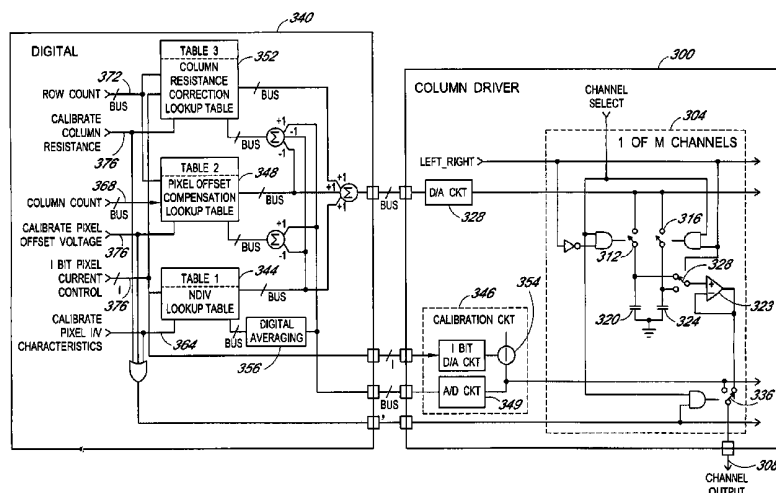 340
DIGITAL
TABLE 3
COLUMN
RESISTANCE
CORRECTION
LOOKUP TABLE
352
372
ROW COUNT
BUS
BUS
CALIBRATE
COLUMN
RESISTANCE
376
BUS
+1
-1
-1
Σ
TABLE 2
PIXEL OFFSET
COMPENSATION
LOOKUP TABLE
348
368
COLUMN COUNT
BUS
BUS
+1
+1
+1
Σ
BUS
CALIBRATE PIXEL
OFFSET VOLTAGE
376
BUS
+1
-1
Σ
I BIT PIXEL
CURRENT
CONTROL
I
376
TABLE 1
NDIV
LOOKUP TABLE
344
BUS
CALIBRATE
PIXEL I/V
CHARACTERISTICS
364
BUS
DIGITAL
AVERAGING
356
I
BUS
300
COLUMN DRIVER
CHANNEL
SELECT
304
1 OF M CHANNELS
LEFT_RIGHT
D/A CKT
328
312
316
328
323
320
324
346
354
CALIBRATION CKT
I BIT
D/A CKT
A/D CKT
349
336
308
CHANNEL
OUTPUT